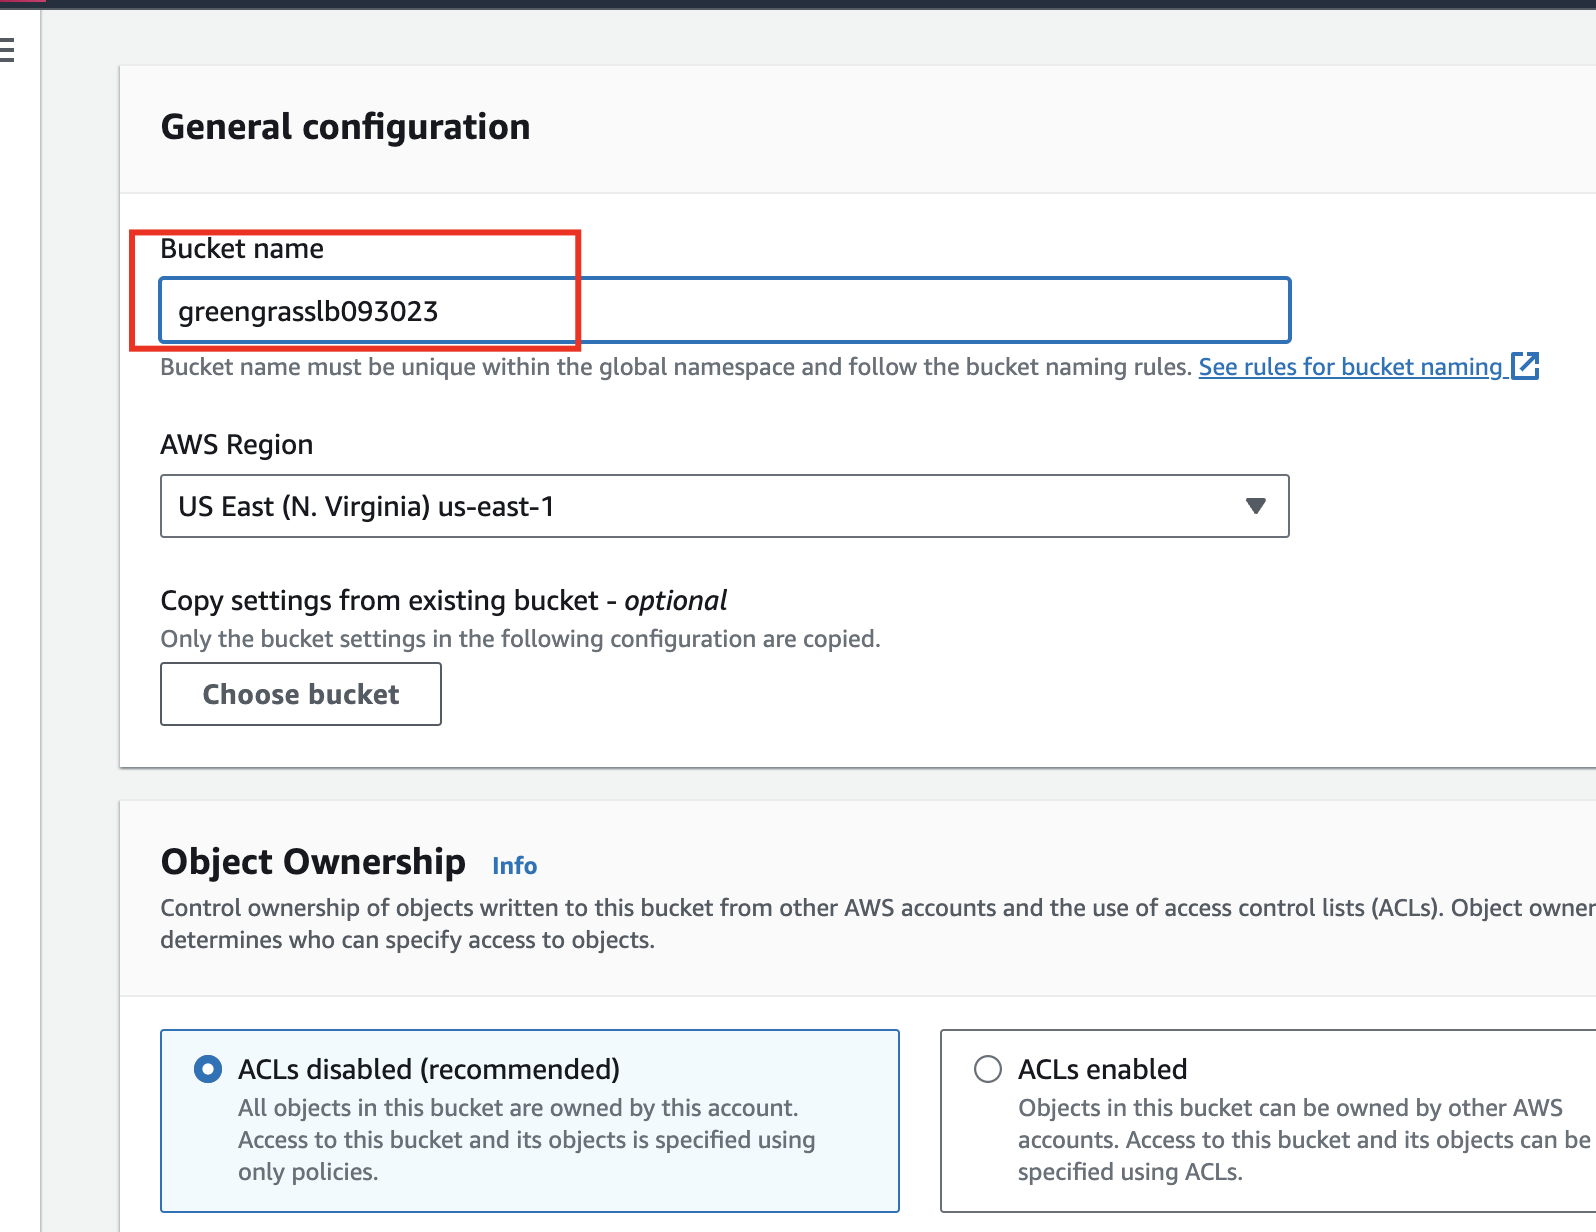 General configuration
Bucket name
greengrasslb093023
Bucket name must be unique within the global namespace and follow the bucket naming rules. See rules for bucket naming
AWS Region
US East (N. Virginia) us-east-1
Copy settings from existing bucket - optional
Only the bucket settings in the following configuration are copied.
Choose bucket
Object Ownership Info
Control ownership of objects written to this bucket from other AWS accounts and the use of access control lists (ACLs). Object owner
determines who can specify access to objects.
ACLs disabled (recommended)
All objects in this bucket are owned by this account.
Access to this bucket and its objects is specified using
only policies.
ACLs enabled
Objects in this bucket can be owned by other AWS
accounts. Access to this bucket and its objects can be
specified using ACLs.